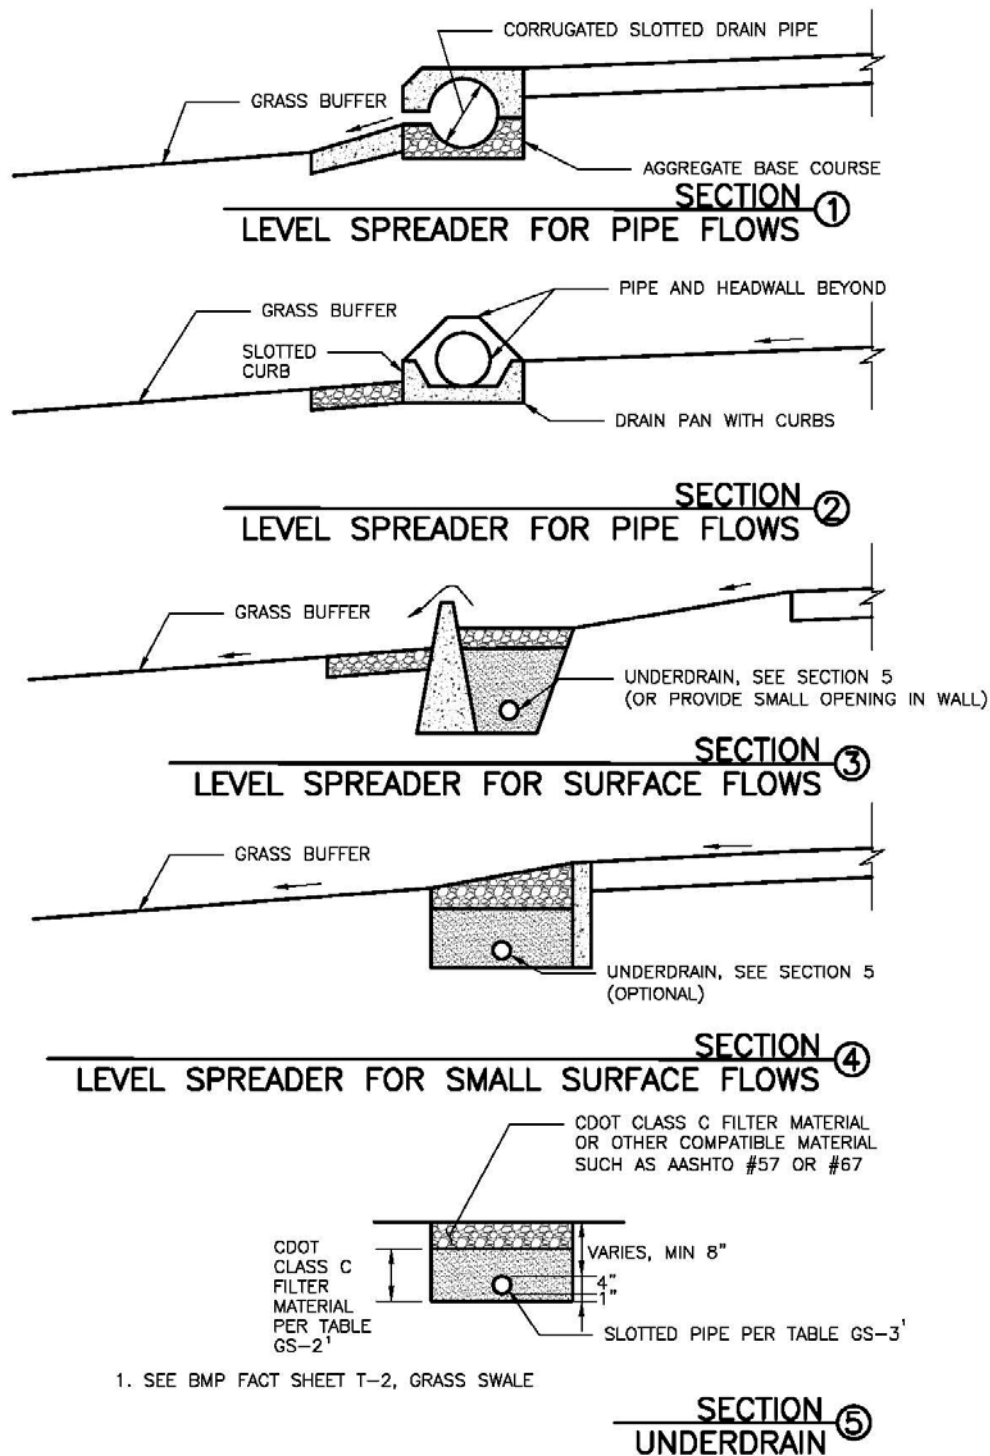 CORRUGATED SLOTTED DRAIN PIPE
GRASS BUFFER
AGGREGATE BASE COURSE
SECTION
1
LEVEL SPREADER FOR PIPE FLOWS
PIPE AND HEADWALL BEYOND
GRASS BUFFER
SLOTTED
CURB
DRAIN PAN WITH CURBS
SECTION
2
LEVEL SPREADER FOR PIPE FLOWS
GRASS BUFFER
UNDERDRAIN, SEE SECTION 5
(OR PROVIDE SMALL OPENING IN WALL)
SECTION
3
LEVEL SPREADER FOR SURFACE FLOWS
GRASS BUFFER
UNDERDRAIN, SEE SECTION 5
(OPTIONAL)
SECTION
4
LEVEL SPREADER FOR SMALL SURFACE FLOWS
CDOT CLASS C FILTER MATERIAL
OR OTHER COMPATIBLE MATERIAL
SUCH AS AASHTO #57 OR #67
CDOT
CLASS C
FILTER
MATERIAL
PER TABLE
GS-2¹
VARIES, MIN 8"
4"
1"
SLOTTED PIPE PER TABLE GS-3¹
1. SEE BMP FACT SHEET T-2, GRASS SWALE
SECTION
5
UNDERDRAIN